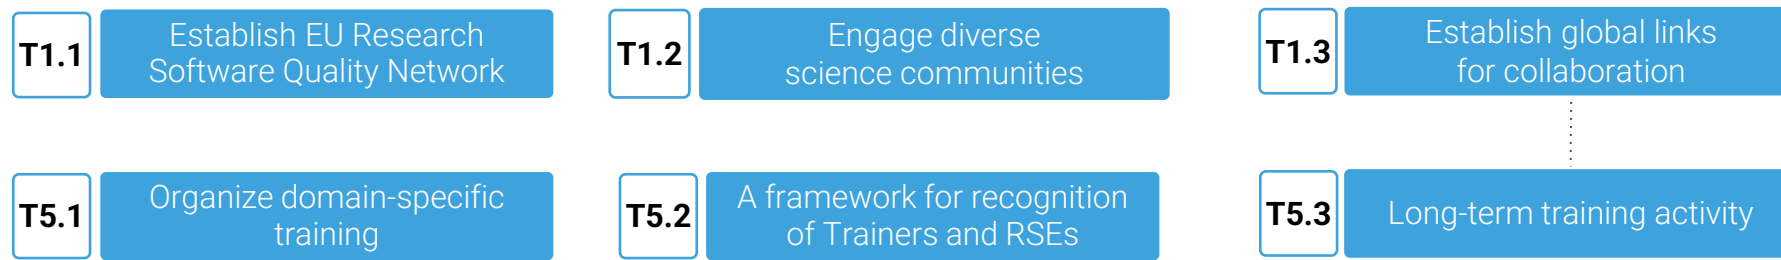 T1.1
Establish EU Research
Software Quality Network
T1.2
Engage diverse
science communities
T1.3
Establish global links
for collaboration
T5.1
Organize domain-specific
training
T5.2
A framework for recognition
of Trainers and RSEs
T5.3
Long-term training activity